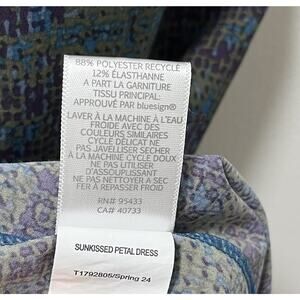 88% POLYESTER RECYCLÉ
12% ÉLASTHANNE
A PART LA GARNITURE
TISSU PRINCIPAL:
APPROUVÉ PAR bluesign®
LAVER À LA MACHINE À L'EAU
FROIDE AVEC DES
COULEURS SIMILAIRES
CYCLE DÉLICAT NE
PAS JAVELLISER SÉCHER
À LA MACHINE CYCLE DOUX
NE PAS UTILISER
D'ASSOUPLISSANT
NE PAS NETTOYER À SEC
FER À REPASSER FROID
RN# 95433
CA# 40733
SUNKISSED PETAL DRESS
T1792805/Spring 24